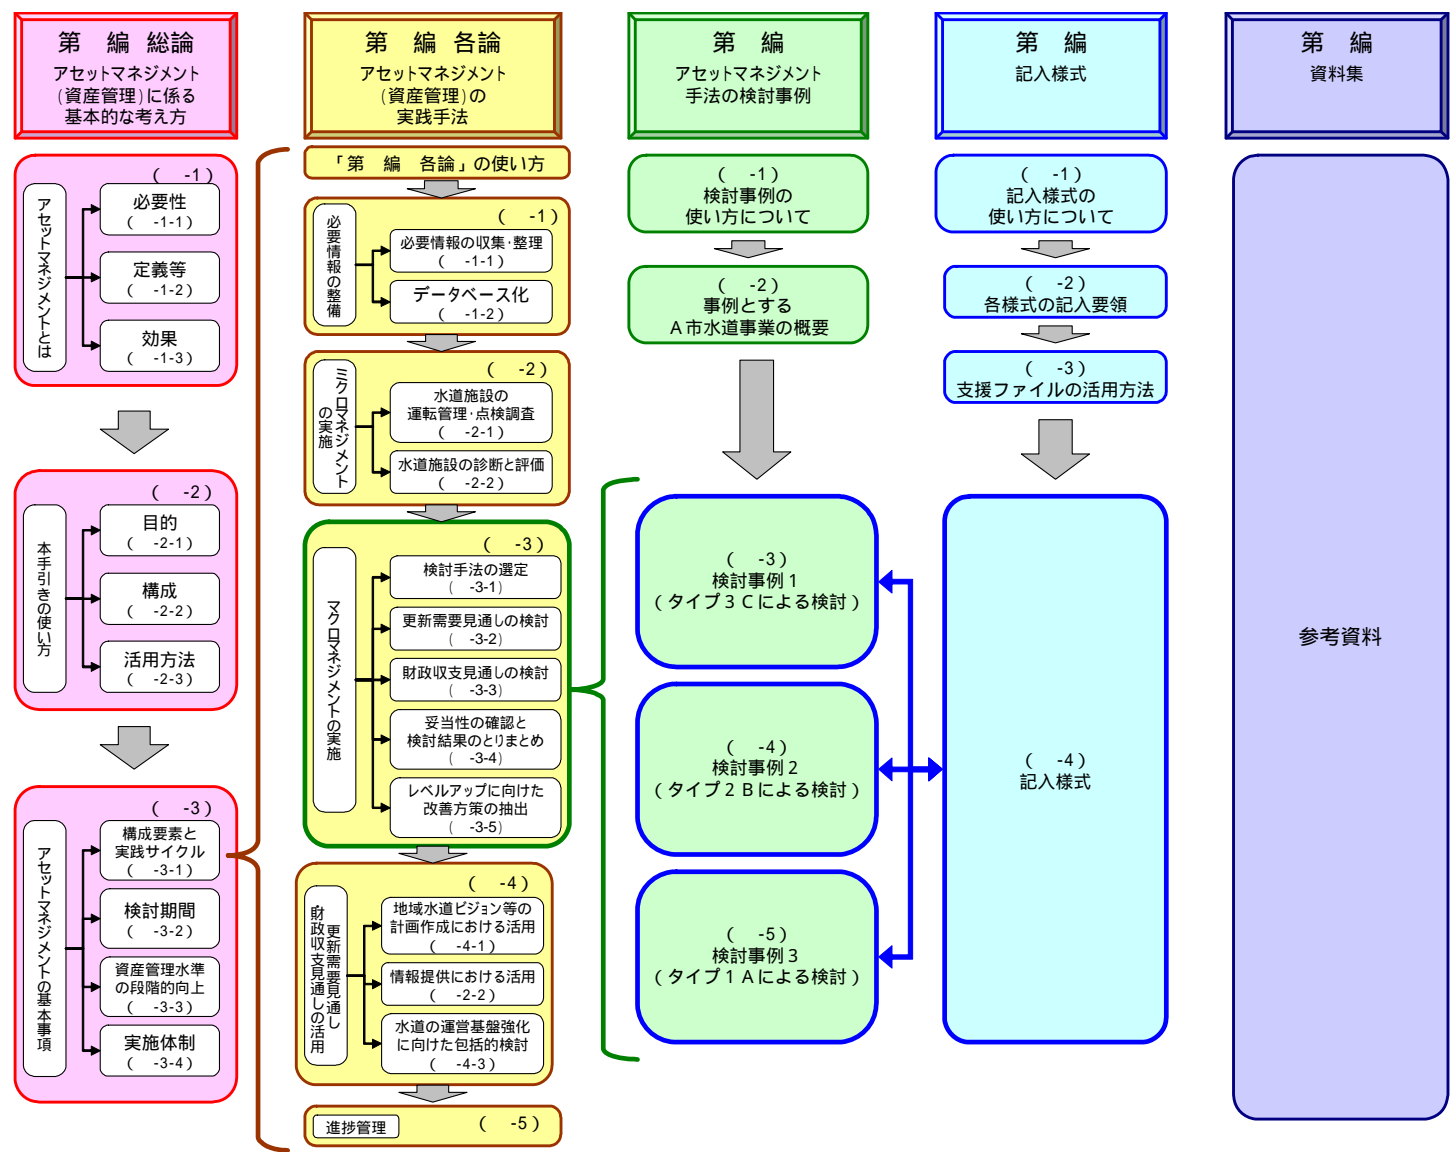 第　編 総論
アセットマネジメント
(資産管理)に係る
基本的な考え方
(　-1)
アセットマネジメントとは
必要性
(　-1-1)
定義等
(　-1-2)
効果
(　-1-3)
(　-2)
本手引きの使い方
目的
(　-2-1)
構成
(　-2-2)
活用方法
(　-2-3)
(　-3)
アセットマネジメントの基本事項
構成要素と
実践サイクル
(　-3-1)
検討期間
(　-3-2)
資産管理水準
の段階的向上
(　-3-3)
実施体制
(　-3-4)
第　編 各論
アセットマネジメント
(資産管理)の
実践手法
「第　編　各論」の使い方
(　-1)
必要情報の整備
必要情報の収集･整理
(　-1-1)
データベース化
(　-1-2)
(　-2)
ミクロマネジメント
の実施
水道施設の
運転管理･点検調査
(　-2-1)
水道施設の診断と評価
(　-2-2)
(　-3)
マクロマネジメントの実施
検討手法の選定
(　-3-1)
更新需要見通しの検討
(　-3-2)
財政収支見通しの検討
(　-3-3)
妥当性の確認と
検討結果のとりまとめ
(　-3-4)
レベルアップに向けた
改善方策の抽出
(　-3-5)
(　-4)
更新需要見通し
財政収支見通しの活用
地域水道ビジョン等の
計画作成における活用
(　-4-1)
情報提供における活用
(　-2-2)
水道の運営基盤強化
に向けた包括的検討
(　-4-3)
進捗管理
(　-5)
第　編
アセットマネジメント
手法の検討事例
(　-1)
検討事例の
使い方について
(　-2)
事例とする
A市水道事業の概要
(　-3)
検討事例1
(タイプ3Cによる検討)
(　-4)
検討事例2
(タイプ2Bによる検討)
(　-5)
検討事例3
(タイプ1Aによる検討)
第　編
記入様式
(　-1)
記入様式の
使い方について
(　-2)
各様式の記入要領
(　-3)
支援ファイルの活用方法
(　-4)
記入様式
第　編
資料集
参考資料